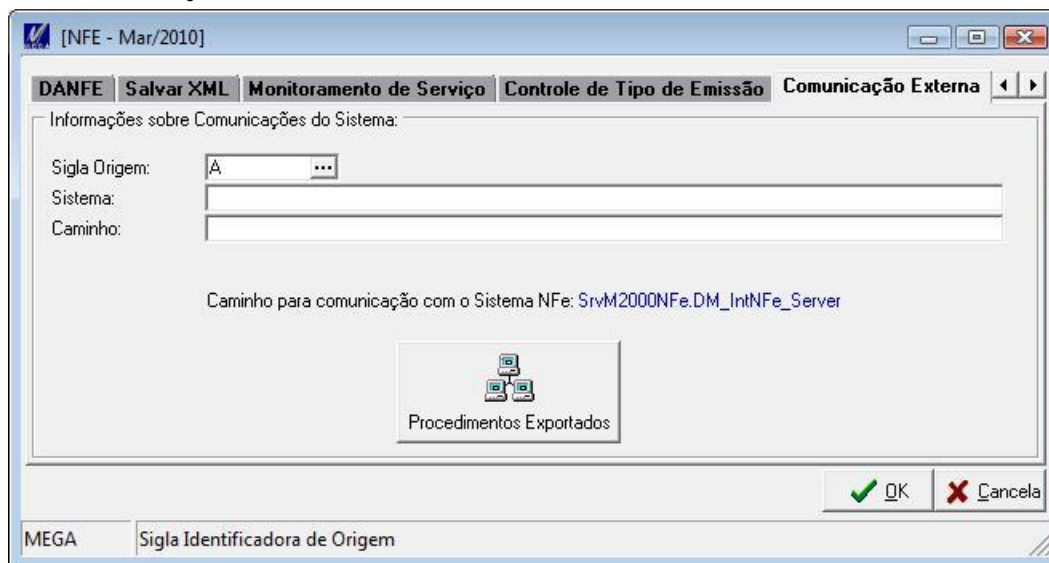 [NFE - Mar/2010]
DANFE Salvar XML Monitoramento de Serviço Controle de Tipo de Emissão Comunicação Externa
Informações sobre Comunicações do Sistema:
Sigla Origem: A ...
Sistema:
Caminho:
Caminho para comunicação com o Sistema NFe: SrvM2000NFe.DM_IntNFe_Server
Procedimentos Exportados
OK Cancela
MEGA Sigla Identificadora de Origem